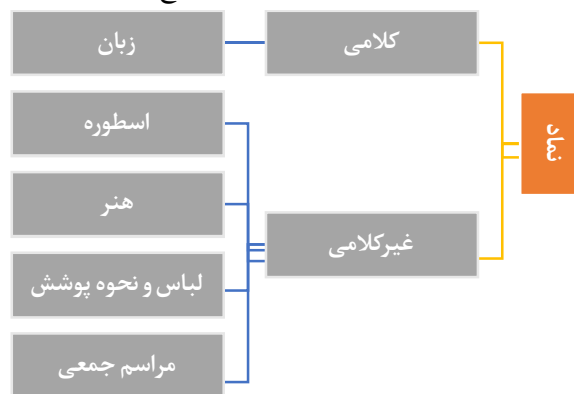 نماد
کلامی
زبان
غیرکلامی
اسطوره
هنر
لباس و نحوه پوشش
مراسم جمعی